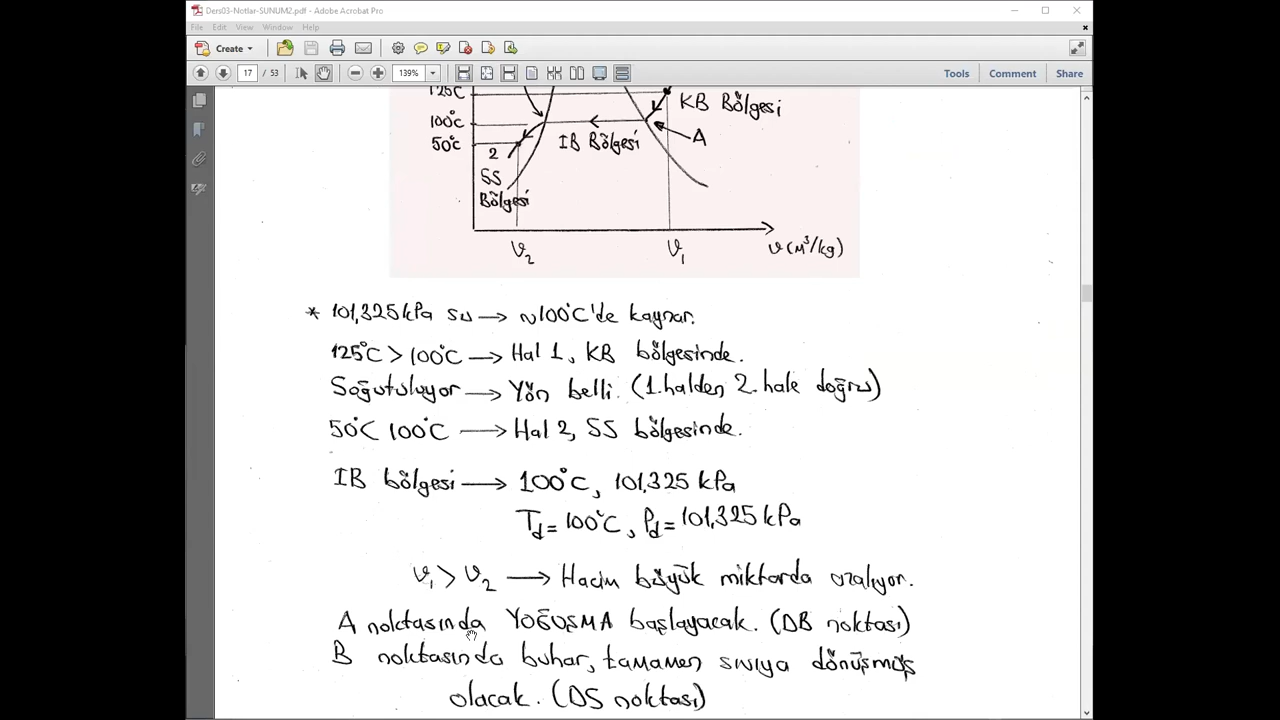 Ders03-Notlar-SUNUM2.pdf - Adobe Acrobat Pro
File Edit View Window Help
Create
17 / 53 139% Tools Comment Share
125°C
KB Bölgesi
100°C
A
50°C
IB Bölgesi
2
SS
Bölgesi
v2 v1 v(m³/kg)
* 101,325 kPa su → ~100°C'de kaynar.
125°C > 100°C → Hal 1, KB bölgesinde.
Soğutuluyor → Yön belli. (1.halden 2. hale doğru)
50°C 100°C → Hal 2, SS bölgesinde.
IB bölgesi → 100°C, 101,325 kPa
Td = 100°C, Pd = 101,325 kPa
v1 > v2 → Hacim büyük miktarda azalıyor.
A noktasında YOĞUŞMA başlayacak. (DB noktası)
B noktasında buhar, tamamen sıvıya dönüşmüş
olacak. (DS noktası)